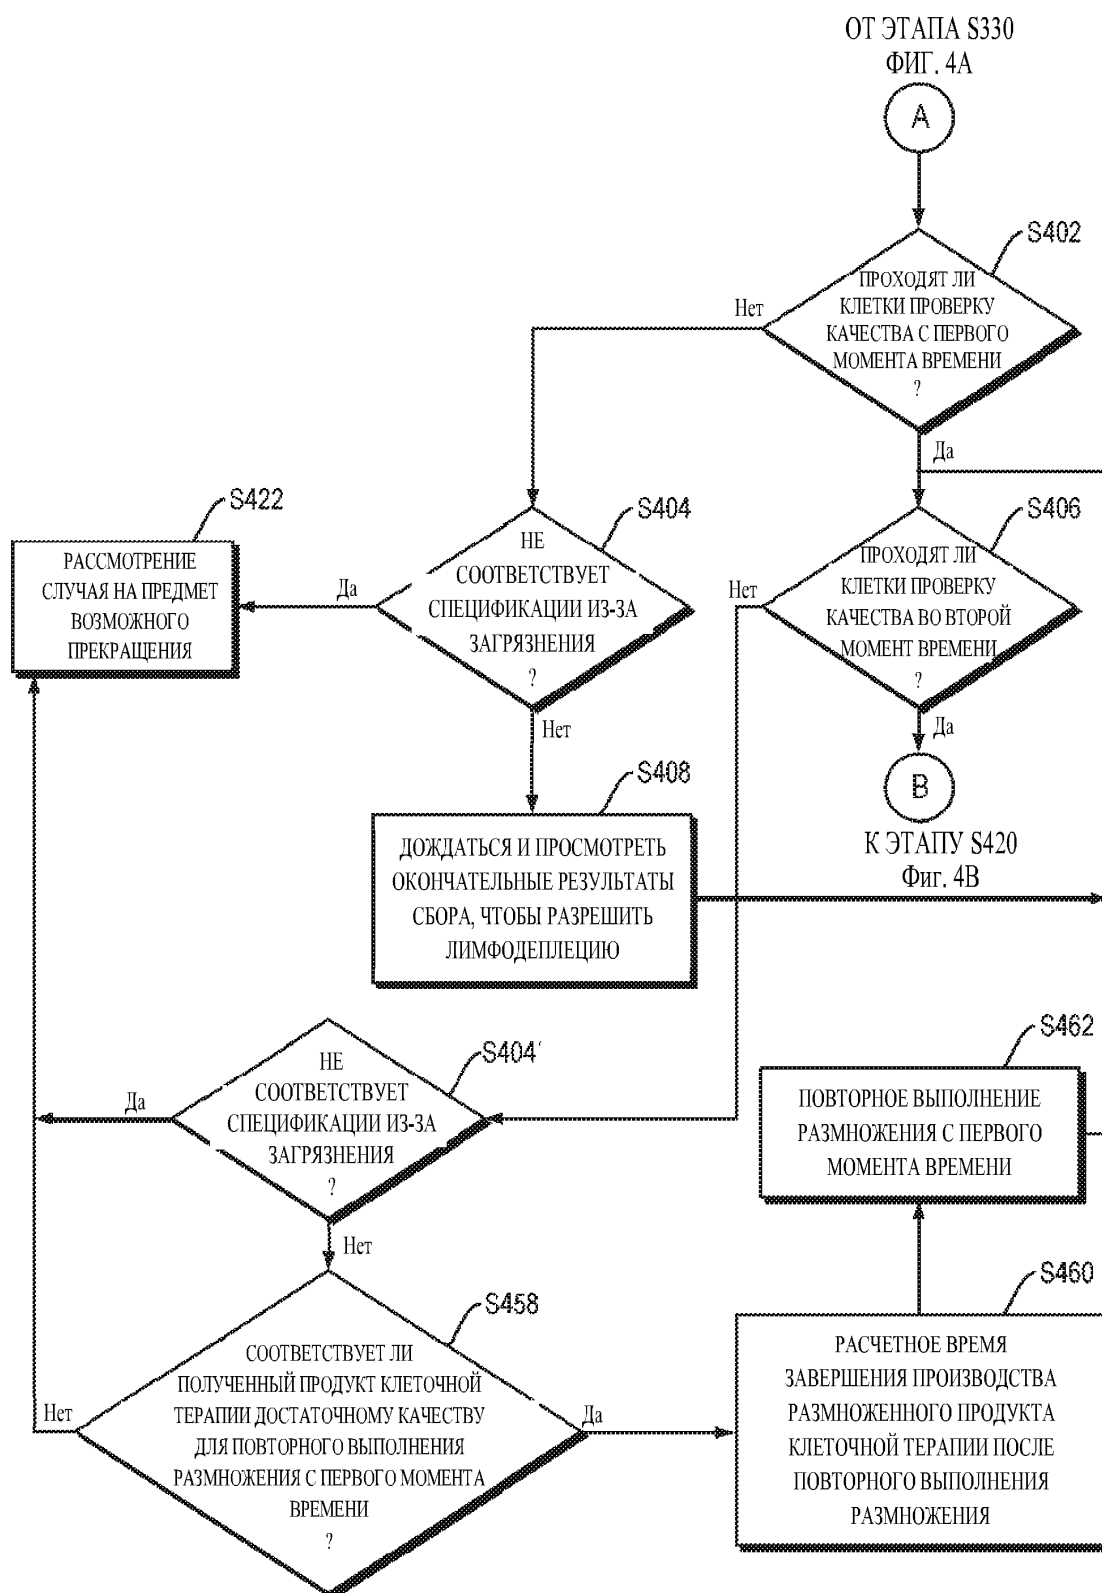 ОТ ЭТАПА S330
ФИГ. 4А
A
S402
ПРОХОДЯТ ЛИ
КЛЕТКИ ПРОВЕРКУ
КАЧЕСТВА С ПЕРВОГО
МОМЕНТА ВРЕМЕНИ
?
Нет
Да
S422
РАССМОТРЕНИЕ
СЛУЧАЯ НА ПРЕДМЕТ
ВОЗМОЖНОГО
ПРЕКРАЩЕНИЯ
Да
S404
НЕ
СООТВЕТСТВУЕТ
СПЕЦИФИКАЦИИ ИЗ-ЗА
ЗАГРЯЗНЕНИЯ
?
Нет
S406
ПРОХОДЯТ ЛИ
КЛЕТКИ ПРОВЕРКУ
КАЧЕСТВА ВО ВТОРОЙ
МОМЕНТ ВРЕМЕНИ
?
Нет
Да
B
К ЭТАПУ S420
Фиг. 4В
S408
ДОЖДАТЬСЯ И ПРОСМОТРЕТЬ
ОКОНЧАТЕЛЬНЫЕ РЕЗУЛЬТАТЫ
СБОРА, ЧТОБЫ РАЗРЕШИТЬ
ЛИМФОДЕПЛЕЦИЮ
S404'
НЕ
СООТВЕТСТВУЕТ
СПЕЦИФИКАЦИИ ИЗ-ЗА
ЗАГРЯЗНЕНИЯ
?
Да
Нет
S462
ПОВТОРНОЕ ВЫПОЛНЕНИЕ
РАЗМНОЖЕНИЯ С ПЕРВОГО
МОМЕНТА ВРЕМЕНИ
S458
СООТВЕТСТВУЕТ ЛИ
ПОЛУЧЕННЫЙ ПРОДУКТ КЛЕТОЧНОЙ
ТЕРАПИИ ДОСТАТОЧНОМУ КАЧЕСТВУ
ДЛЯ ПОВТОРНОГО ВЫПОЛНЕНИЯ
РАЗМНОЖЕНИЯ С ПЕРВОГО МОМЕНТА
ВРЕМЕНИ
?
Нет
Да
S460
РАСЧЕТНОЕ ВРЕМЯ
ЗАВЕРШЕНИЯ ПРОИЗВОДСТВА
РАЗМНОЖЕННОГО ПРОДУКТА
КЛЕТОЧНОЙ ТЕРАПИИ ПОСЛЕ
ПОВТОРНОГО ВЫПОЛНЕНИЯ
РАЗМНОЖЕНИЯ